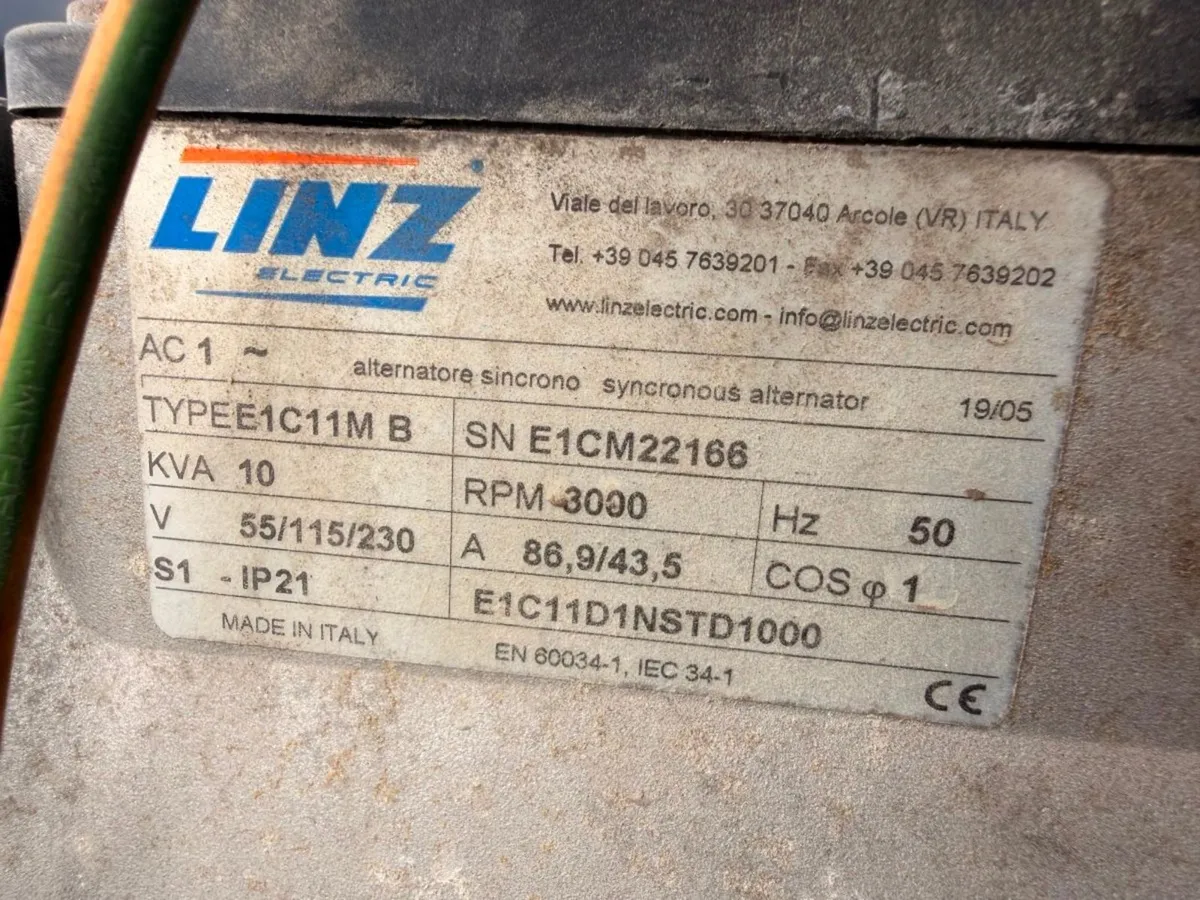 LINZ
ELECTRIC
Viale del lavoro, 30 37040 Arcole (VR) ITALY
Tel. +39 045 7639201 - Fax +39 045 7639202
www.linzelectric.com - info@linzelectric.com
AC 1 ~ alternatore sincrono syncronous alternator 19/05
TYPE E1C11M B SN E1CM22166
KVA 10 RPM 3000 Hz 50
V 55/115/230 A 86,9/43,5 COS φ 1
S1 - IP21 E1C11D1NSTD1000
MADE IN ITALY EN 60034-1, IEC 34-1 CE